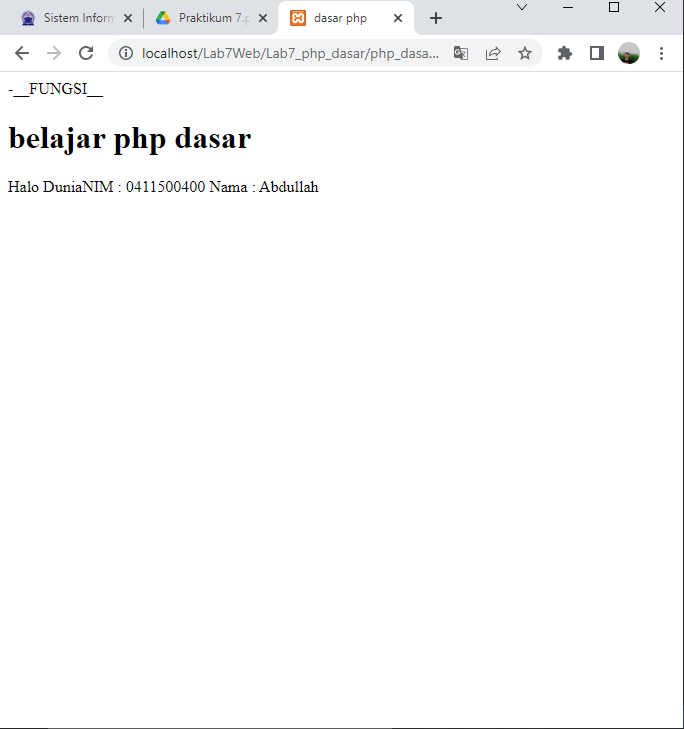 Sistem Inform
Praktikum 7.p
dasar php
localhost/Lab7Web/Lab7_php_dasar/php_dasa...
-__FUNGSI__
belajar php dasar
Halo DuniaNIM : 0411500400 Nama : Abdullah